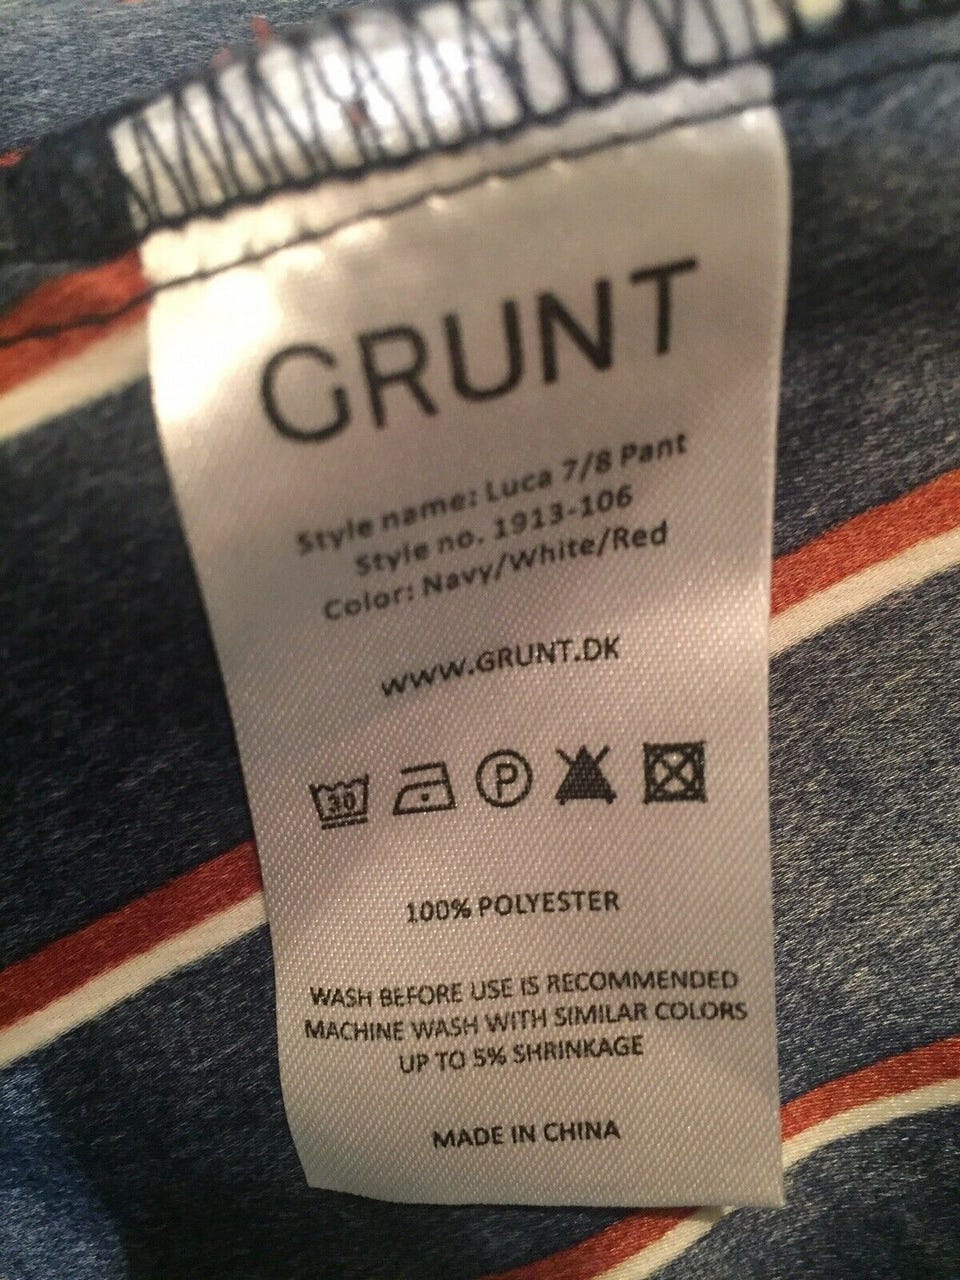 GRUNT
Style name: Luca 7/8 Pant
Style no. 1913-106
Color: Navy/White/Red
WWW.GRUNT.DK
30 P
100% POLYESTER
WASH BEFORE USE IS RECOMMENDED
MACHINE WASH WITH SIMILAR COLORS
UP TO 5% SHRINKAGE
MADE IN CHINA